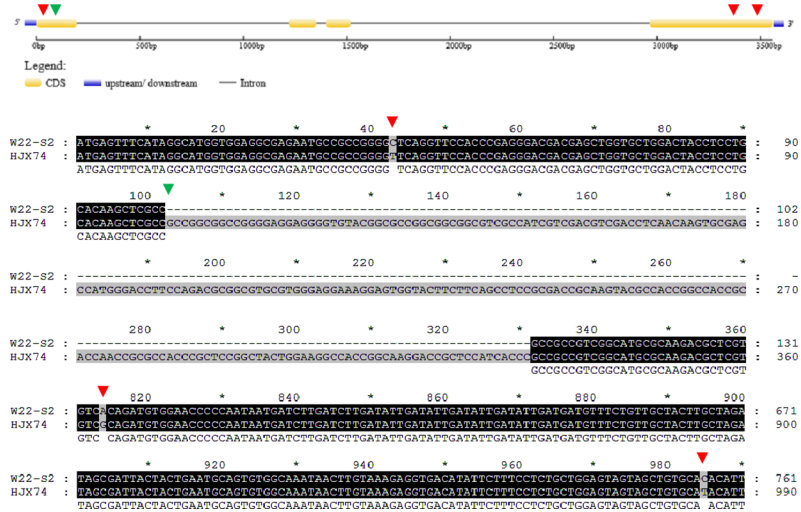 5' 3'
0bp 500bp 1000bp 1500bp 2000bp 2500bp 3000bp 3500bp
Legend:
CDS upstream/ downstream Intron
* 20 * 40 * 60 * 80 *
W22-S2 : ATGAGTTTCATAGGCATGGTGGAGGCGAGAATGCCGCCGGGGCTCAGGTTCCACCCGAGGGACGACGAGCTGGTGCTGGACTACCTCCTG : 90
HJX74 : ATGAGTTTCATAGGCATGGTGGAGGCGAGAATGCCGCCGGGGTTCAGGTTCCACCCGAGGGACGACGAGCTGGTGCTGGACTACCTCCTG : 90
ATGAGTTTCATAGGCATGGTGGAGGCGAGAATGCCGCCGGGG TCAGGTTCCACCCGAGGGACGACGAGCTGGTGCTGGACTACCTCCTG
100 * 120 * 140 * 160 * 180
W22-S2 : CACAAGCTCGCC------------------------------------------------------------------------------ : 102
HJX74 : CACAAGCTCGCCGCCGGCGGCCGGGGAGGAGGGGTGTACGGCGCCGGCGGCGGCGTCGCCATCGTCGACGTCGACCTCAACAAGTGCGAG : 180
CACAAGCTCGCC
* 200 * 220 * 240 * 260 *
W22-S2 : ------------------------------------------------------------------------------------------ : -
HJX74 : CCATGGGACCTTCCAGACGCGGCGTGCGTGGGAGGAAAGGAGTGGTACTTCTTCAGCCTCCGCGACCGCAAGTACGCCACCGGCCACCGC : 270
280 * 300 * 320 * 340 * 360
W22-S2 : -------------------------------------------------------------GCCGCCGTCGGCATGCGCAAGACGCTCGT : 131
HJX74 : ACCAACCGCGCCACCCGCTCCGGCTACTGGAAGGCCACCGGCAAGGACCGCTCCATCACCCGCCGCCGTCGGCATGCGCAAGACGCTCGT : 360
GCCGCCGTCGGCATGCGCAAGACGCTCGT
820 * 840 * 860 * 880 * 900
W22-S2 : GTCACAGATGTGGAACCCCCAATAATGATCTTGATCTTGATATTGATATTGATATTGATATTGATGATGTTTCTGTTGCTACTTGCTAGA : 671
HJX74 : GTCGCAGATGTGGAACCCCCAATAATGATCTTGATCTTGATATTGATATTGATATTGATATTGATGATGTTTCTGTTGCTACTTGCTAGA : 900
GTC CAGATGTGGAACCCCCAATAATGATCTTGATCTTGATATTGATATTGATATTGATATTGATGATGTTTCTGTTGCTACTTGCTAGA
* 920 * 940 * 960 * 980 *
W22-S2 : TAGCGATTACTACTGAATGCAGTGTGGCAAATAACTTGTAAAGAGGTGACATATTCTTTCCTCTGCTGGAGTAGTAGCTGTGCACACATT : 761
HJX74 : TAGCGATTACTACTGAATGCAGTGTGGCAAATAACTTGTAAAGAGGTGACATATTCTTTCCTCTGCTGGAGTAGTAGCTGTGCATACATT : 990
TAGCGATTACTACTGAATGCAGTGTGGCAAATAACTTGTAAAGAGGTGACATATTCTTTCCTCTGCTGGAGTAGTAGCTGTGCA ACATT